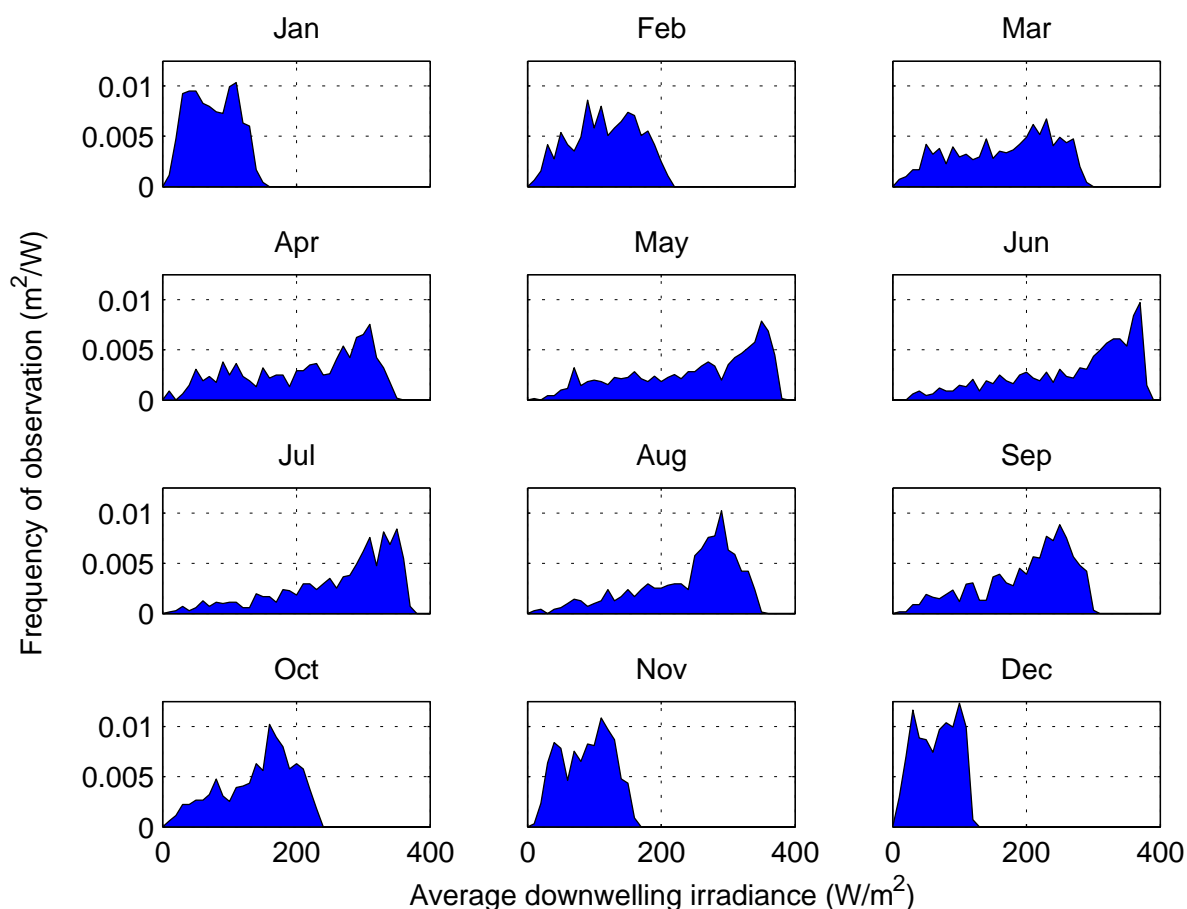 Jan Feb Mar
0.01
0.005
0
Apr May Jun
0.01
0.005
0
Jul Aug Sep
0.01
0.005
0
Oct Nov Dec
0.01
0.005
0
0 200 400 0 200 400 0 200 400
Average downwelling irradiance (W/m²)
Frequency of observation (m²/W)